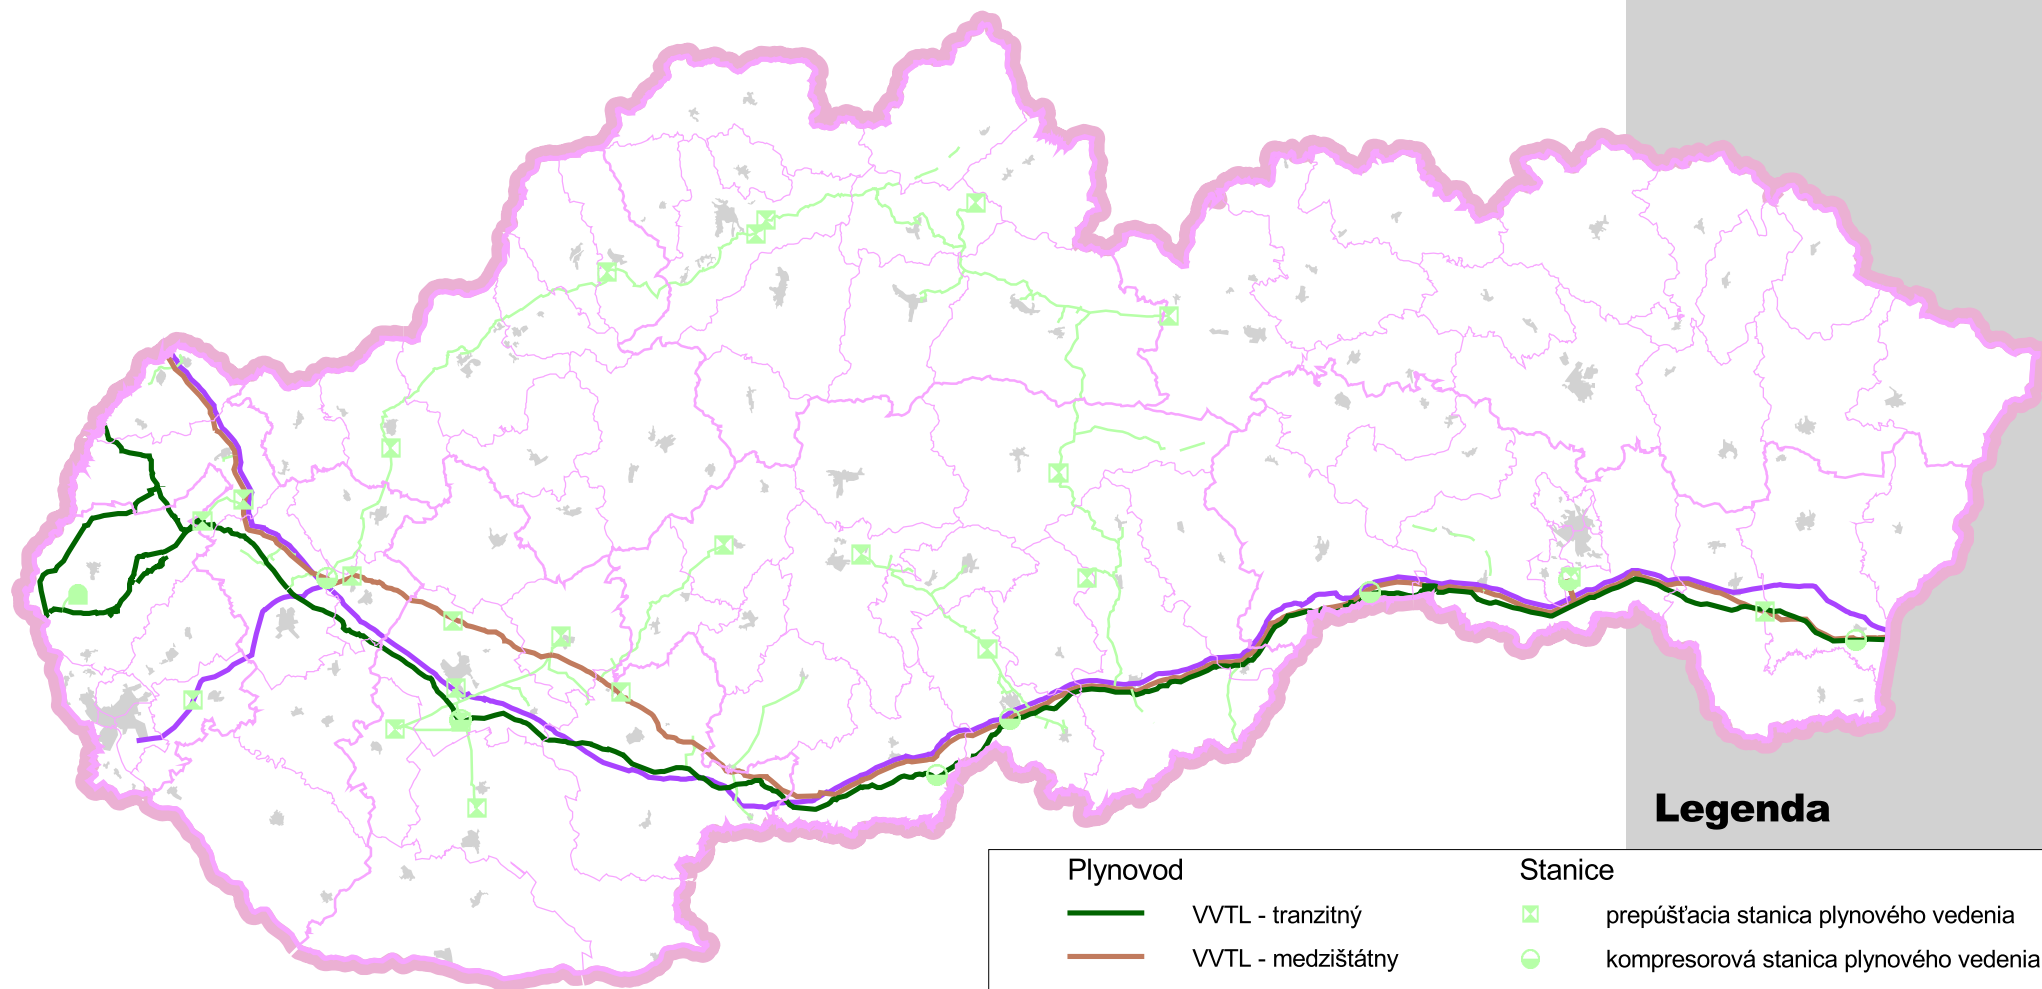 Legenda
Plynovod
Stanice
VVTL - tranzitný
prepúšťacia stanica plynového vedenia
VVTL - medzištátny
kompresorová stanica plynového vedenia